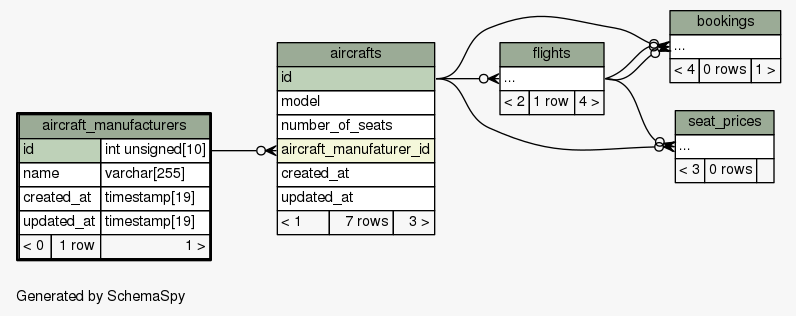 bookings
...
< 4 0 rows 1 >
aircrafts
id
model
number_of_seats
aircraft_manufaturer_id
created_at
updated_at
< 1 7 rows 3 >
flights
...
< 2 1 row 4 >
seat_prices
...
< 3 0 rows
aircraft_manufacturers
id int unsigned[10]
name varchar[255]
created_at timestamp[19]
updated_at timestamp[19]
< 0 1 row 1 >
Generated by SchemaSpy